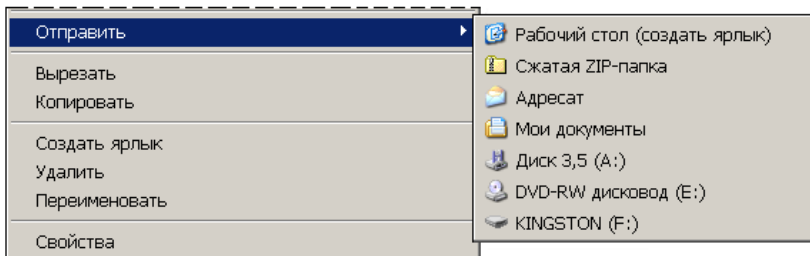 Отправить
Вырезать
Копировать
Создать ярлык
Удалить
Переименовать
Свойства
Рабочий стол (создать ярлык)
Сжатая ZIP-папка
Адресат
Мои документы
Диск 3,5 (A:)
DVD-RW дисковод (E:)
KINGSTON (F:)